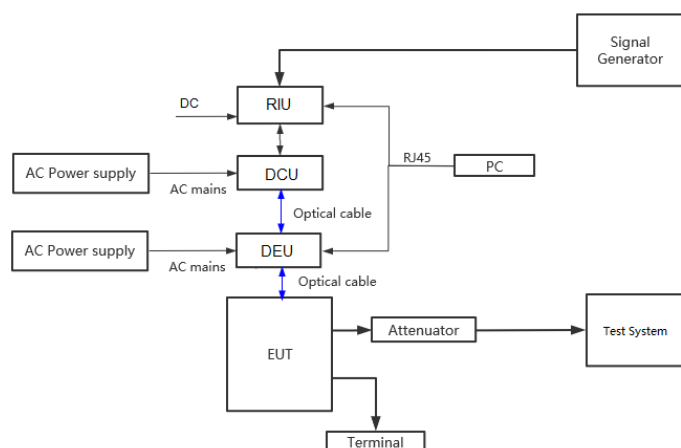 Signal
Generator
DC
RIU
RJ45
PC
AC Power supply
AC mains
DCU
Optical cable
AC Power supply
AC mains
DEU
Optical cable
EUT
Attenuator
Test System
Terminal